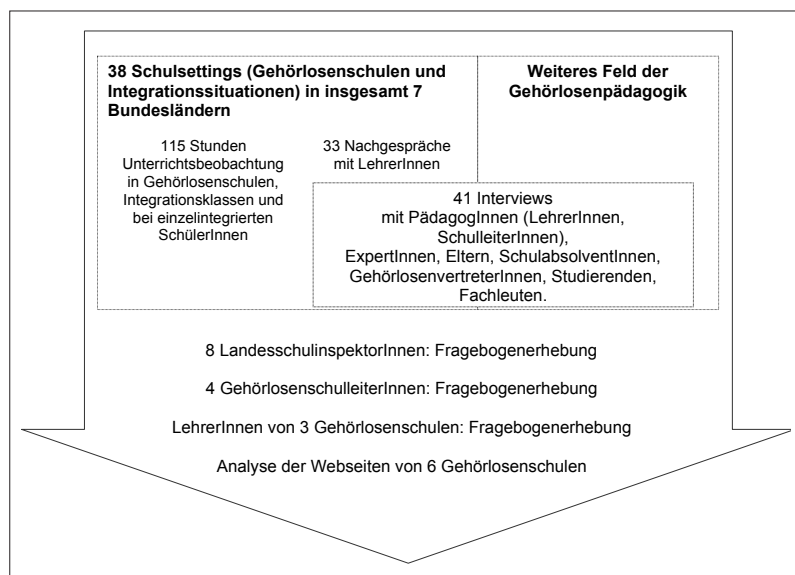 38 Schulsettings (Gehörlosenschulen und
Integrationssituationen) in insgesamt 7
Bundesländern
Weiteres Feld der
Gehörlosenpädagogik
115 Stunden
Unterrichtsbeobachtung
in Gehörlosenschulen,
Integrationsklassen und
bei einzelintegrierten
SchülerInnen
33 Nachgespräche
mit LehrerInnen
41 Interviews
mit PädagogInnen (LehrerInnen,
SchulleiterInnen),
ExpertInnen, Eltern, SchulabsolventInnen,
GehörlosenvertreterInnen, Studierenden,
Fachleuten.
8 LandesschulinspektorInnen: Fragebogenerhebung
4 GehörlosenschulleiterInnen: Fragebogenerhebung
LehrerInnen von 3 Gehörlosenschulen: Fragebogenerhebung
Analyse der Webseiten von 6 Gehörlosenschulen